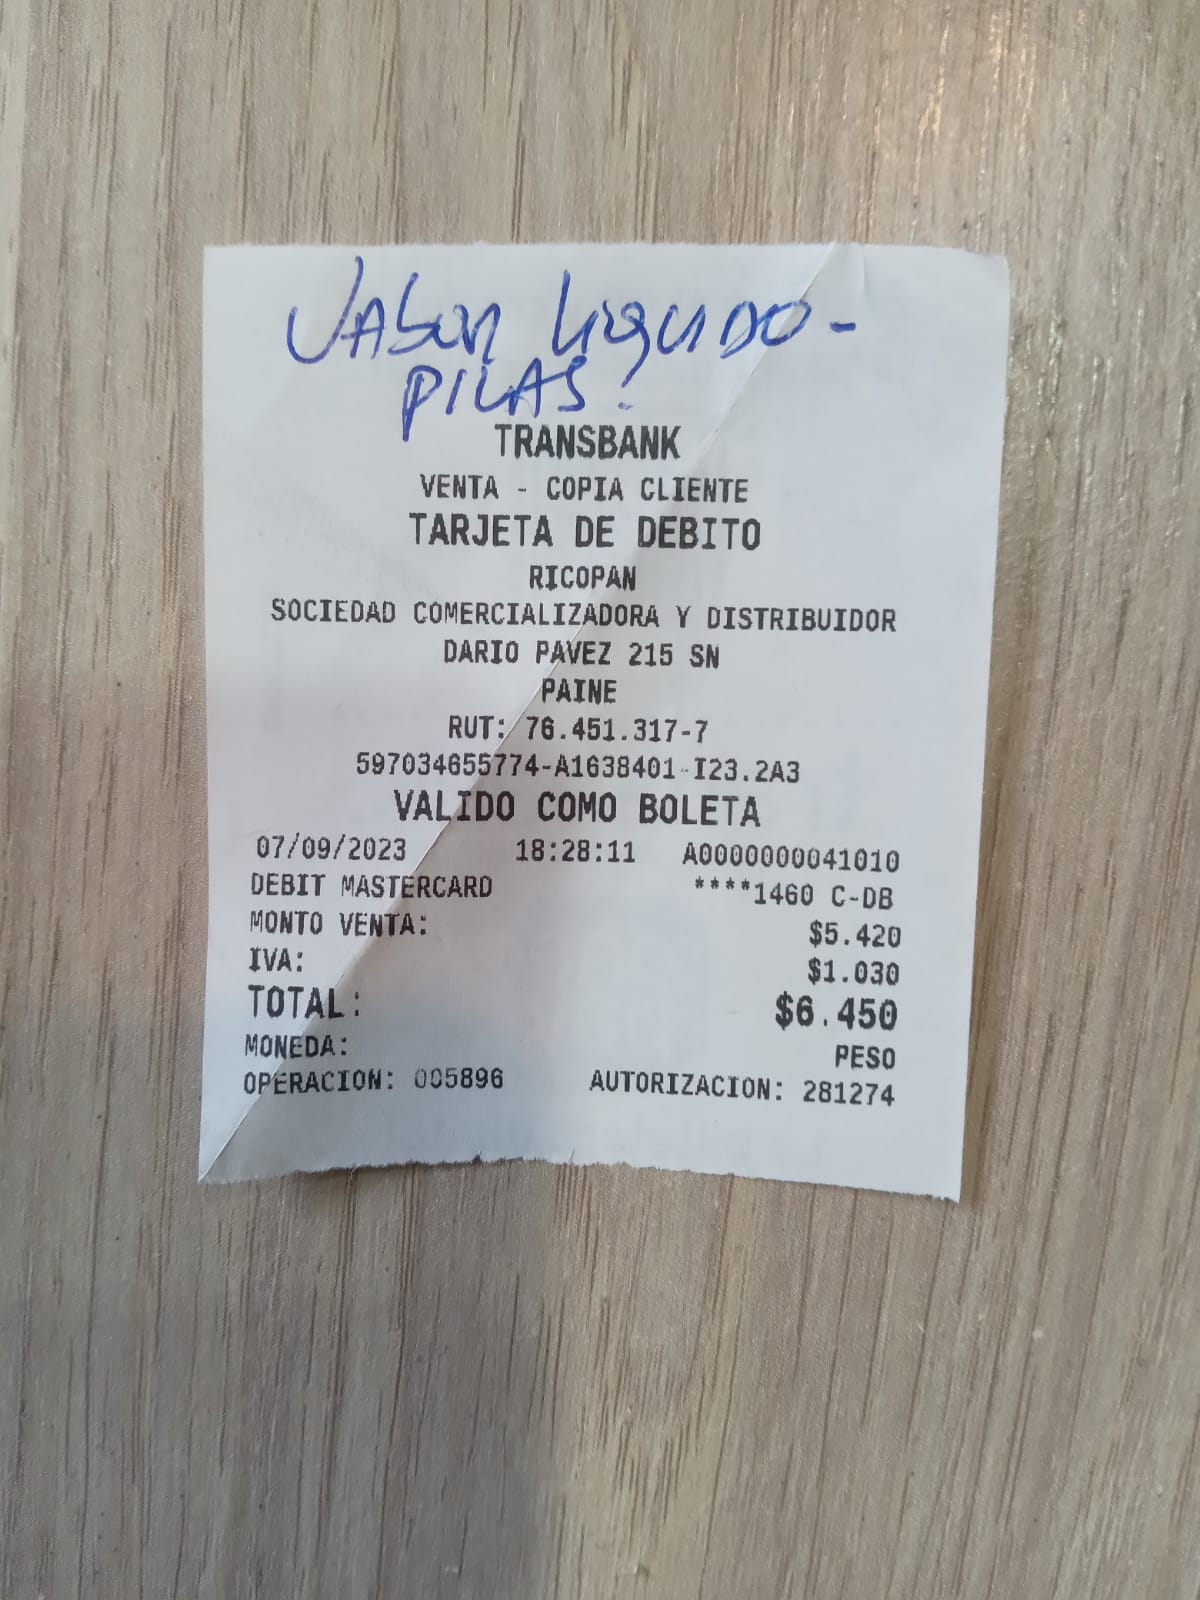 Jabon liquido -
PILAS.
TRANSBANK
VENTA - COPIA CLIENTE
TARJETA DE DEBITO
RICOPAN
SOCIEDAD COMERCIALIZADORA Y DISTRIBUIDOR
DARIO PAVEZ 215 SN
PAINE
RUT: 76.451.317-7
597034655774-A1638401-I23.2A3
VALIDO COMO BOLETA
07/09/2023 18:28:11 A0000000041010
DEBIT MASTERCARD ****1460 C-DB
MONTO VENTA: $5.420
IVA: $1.030
TOTAL: $6.450
MONEDA: PESO
OPERACION: 005896 AUTORIZACION: 281274